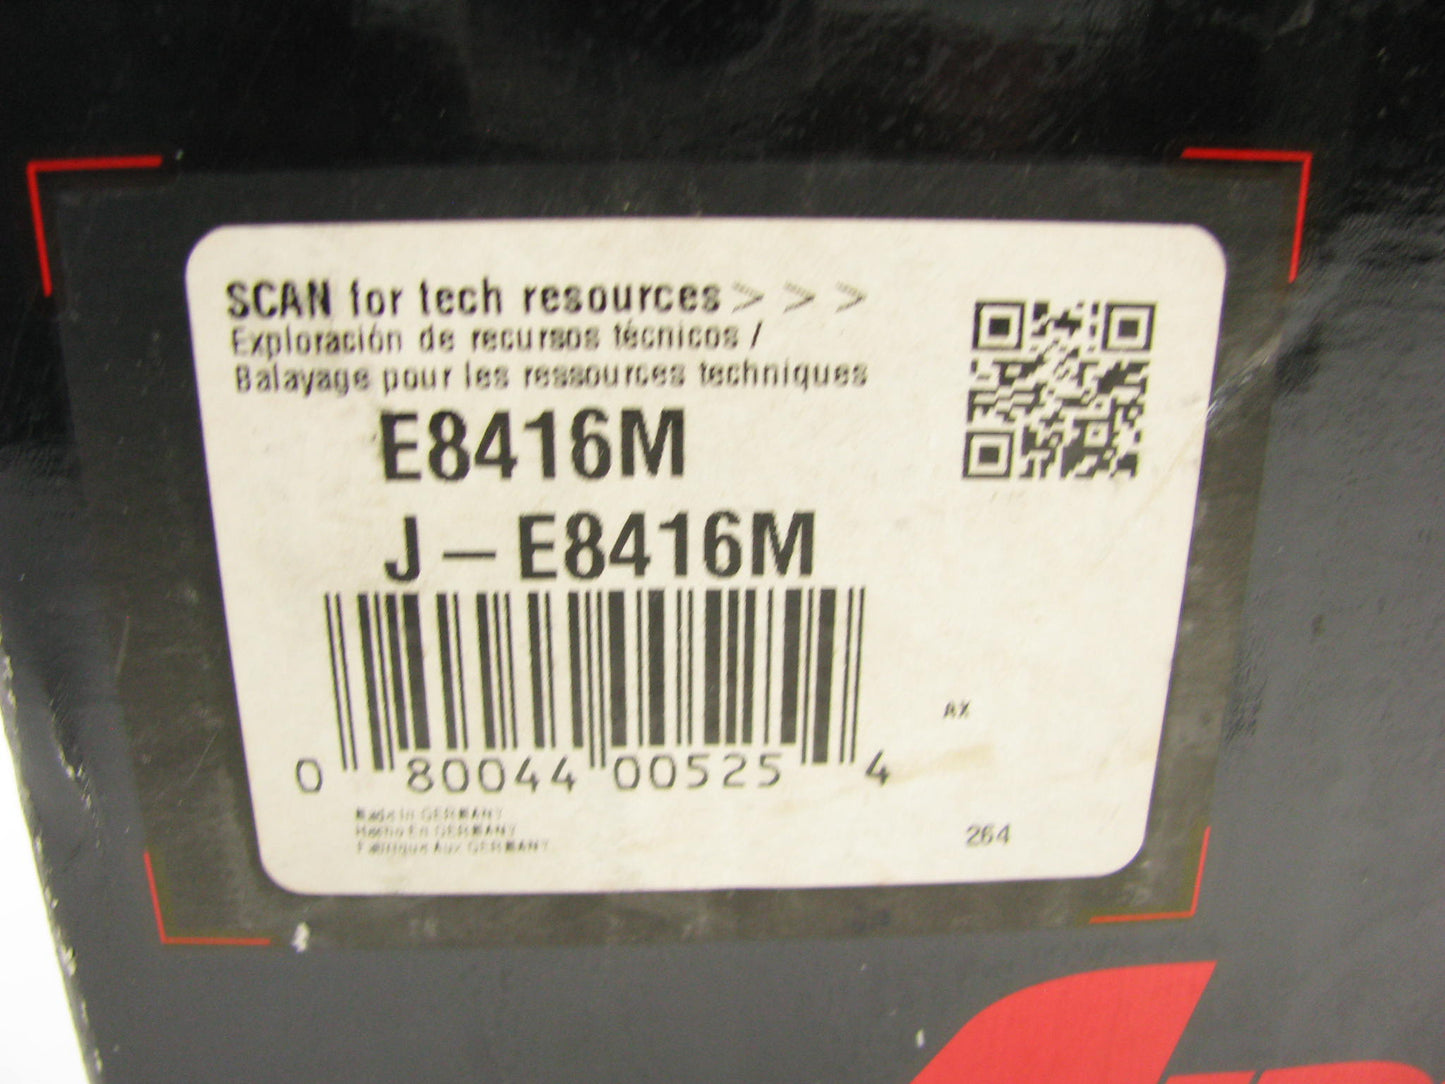 SCAN for tech resources > > >
Exploración de recursos técnicos /
Balayage pour les ressources techniques
E8416M
J - E8416M
AX
0 80044 00525 4
Made In GERMANY
Hecho En GERMANY
Fabrique Aux GERMANY
264